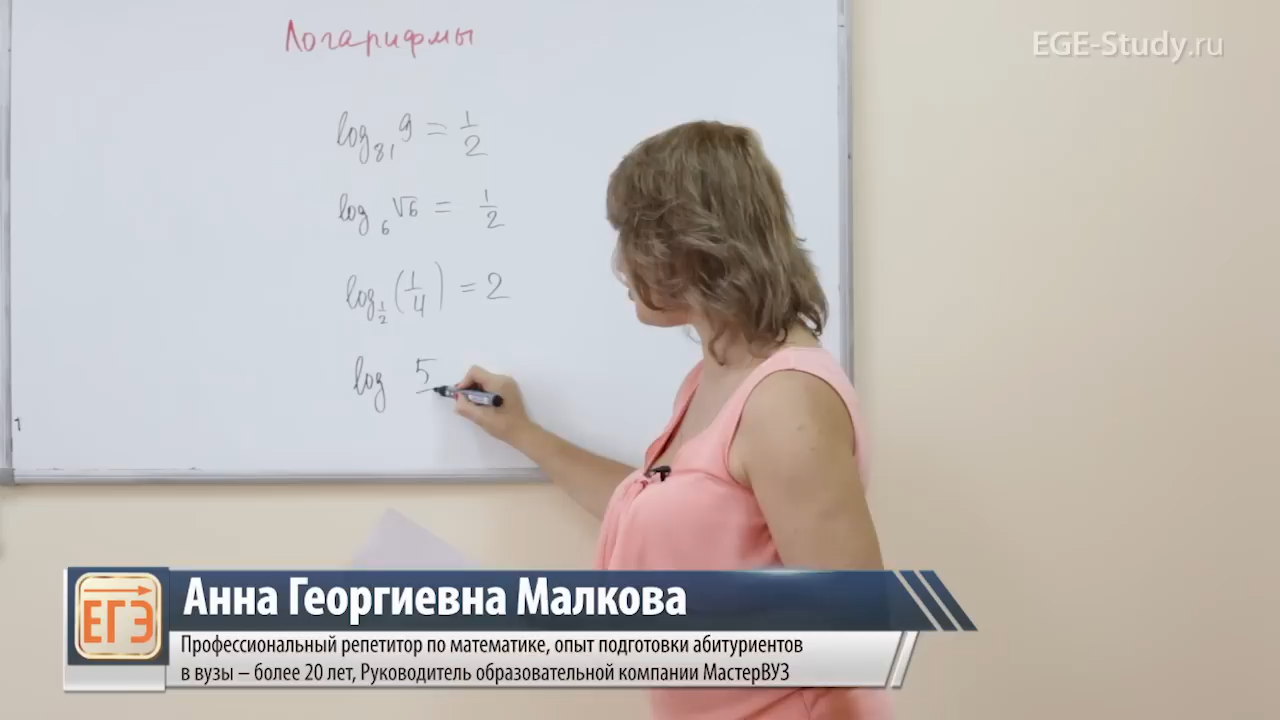 Логарифмы
EGE-Study.ru
log₈₁ 9 = 1/2
log₆ √6 = 1/2
log₁/₂ (1/4) = 2
log 5
1
ЕГЭ
Анна Георгиевна Малкова
Профессиональный репетитор по математике, опыт подготовки абитуриентов
в вузы – более 20 лет, Руководитель образовательной компании МастерВУЗ